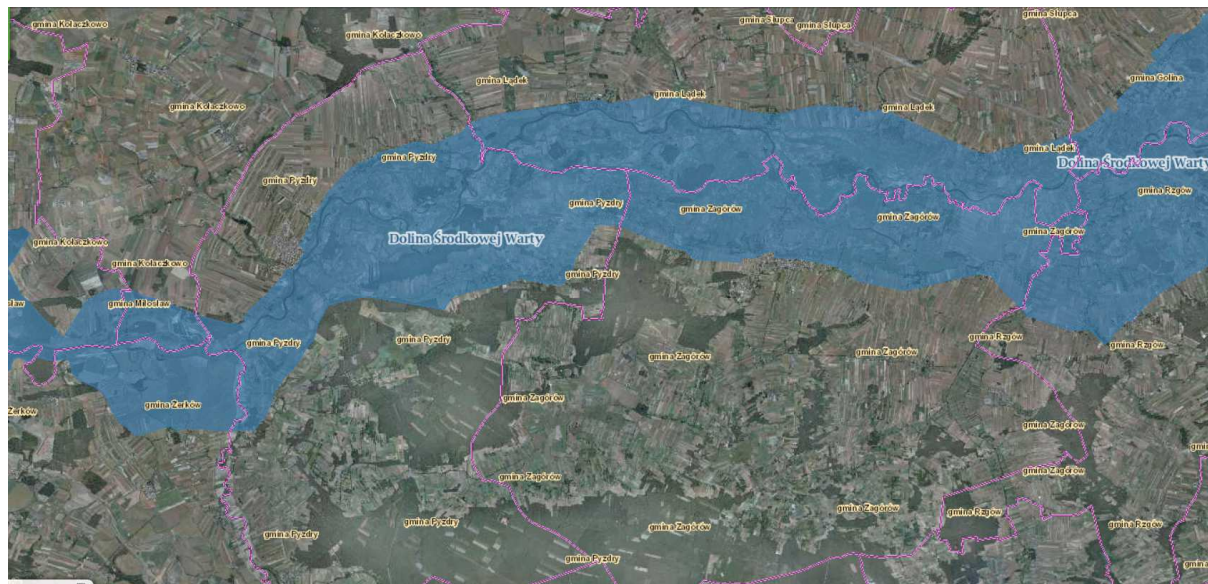 gmina Słupca
gmina Kołaczkowo
gmina Słupca
gmina Słupca
gmina Kołaczkowo
gmina Golina
gmina Lądek
gmina Lądek
gmina Kołaczkowo
gmina Lądek
gmina Lądek
gmina Pyzdry
Dolina Środkowej Warty
gmina Pyzdry
gmina Rzgów
gmina Pyzdry
gmina Zagórów
gmina Zagórów
gmina Zagórów
Dolina Środkowej Warty
gmina Kołaczkowo
gmina Kołaczkowo
gmina Pyzdry
gmina Miłosław
sław
gmina Rzgów
gmina Pyzdry
gmina Pyzdry
gmina Rzgów
gmina Zagórów
gmina Zagórów
gmina Zagórów
gmina Żerków
Żerków
gmina Zagórów
gmi
gmina Zagórów
gmina Zagórów
gmina Zagórów
gmina Rzgów
gmina Pyzdry
gmina Zagórów
gmina Rzgów
gmina Pyzdry
gmina Pyzdry
gmina